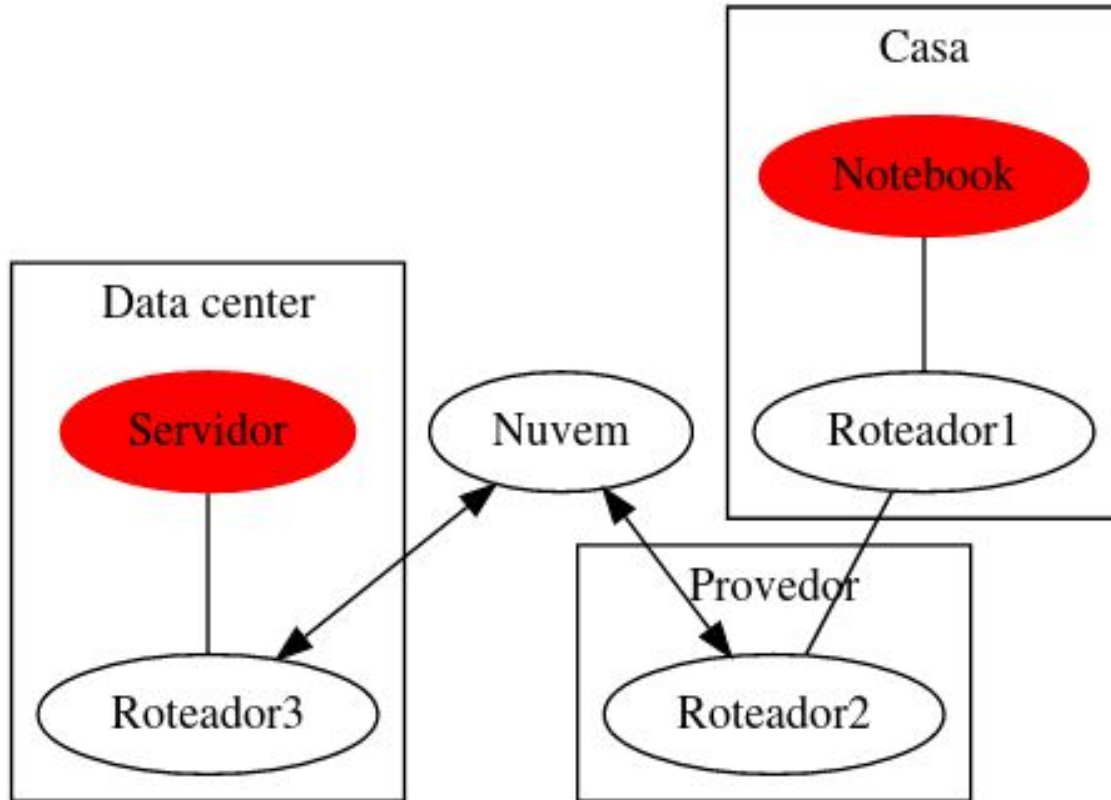 Casa
Notebook
Data center
Servidor
Nuvem
Roteador1
Provedor
Roteador3
Roteador2